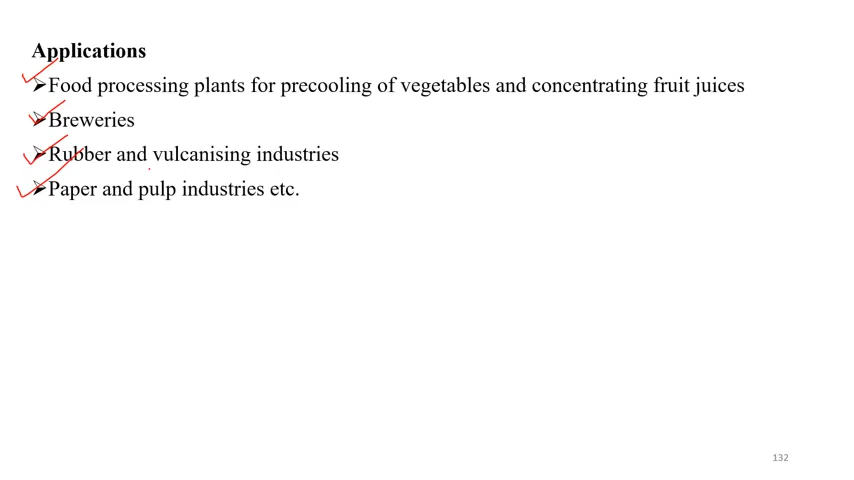 Applications
➢Food processing plants for precooling of vegetables and concentrating fruit juices
➢Breweries
➢Rubber and vulcanising industries
➢Paper and pulp industries etc.
132